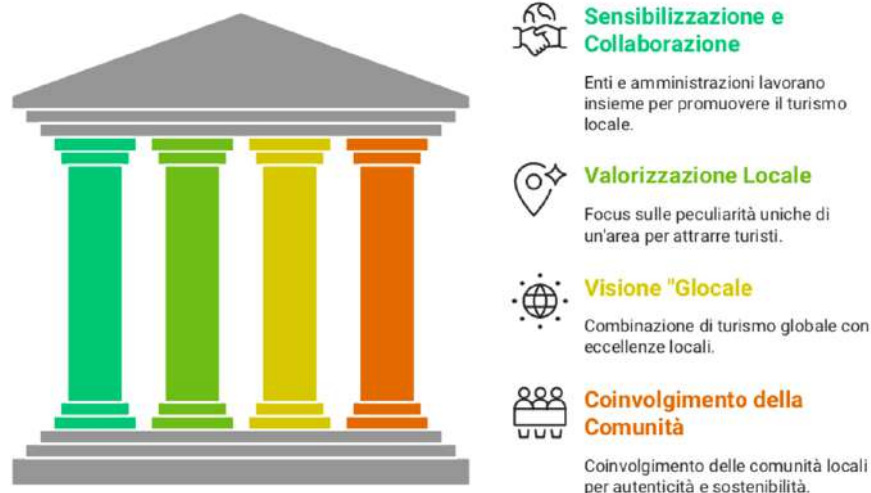 Sensibilizzazione e
Collaborazione
Enti e amministrazioni lavorano
insieme per promuovere il turismo
locale.
Valorizzazione Locale
Focus sulle peculiarità uniche di
un'area per attrarre turisti.
Visione "Glocale
Combinazione di turismo globale con
eccellenze locali.
Coinvolgimento della
Comunità
Coinvolgimento delle comunità locali
per autenticità e sostenibilità.